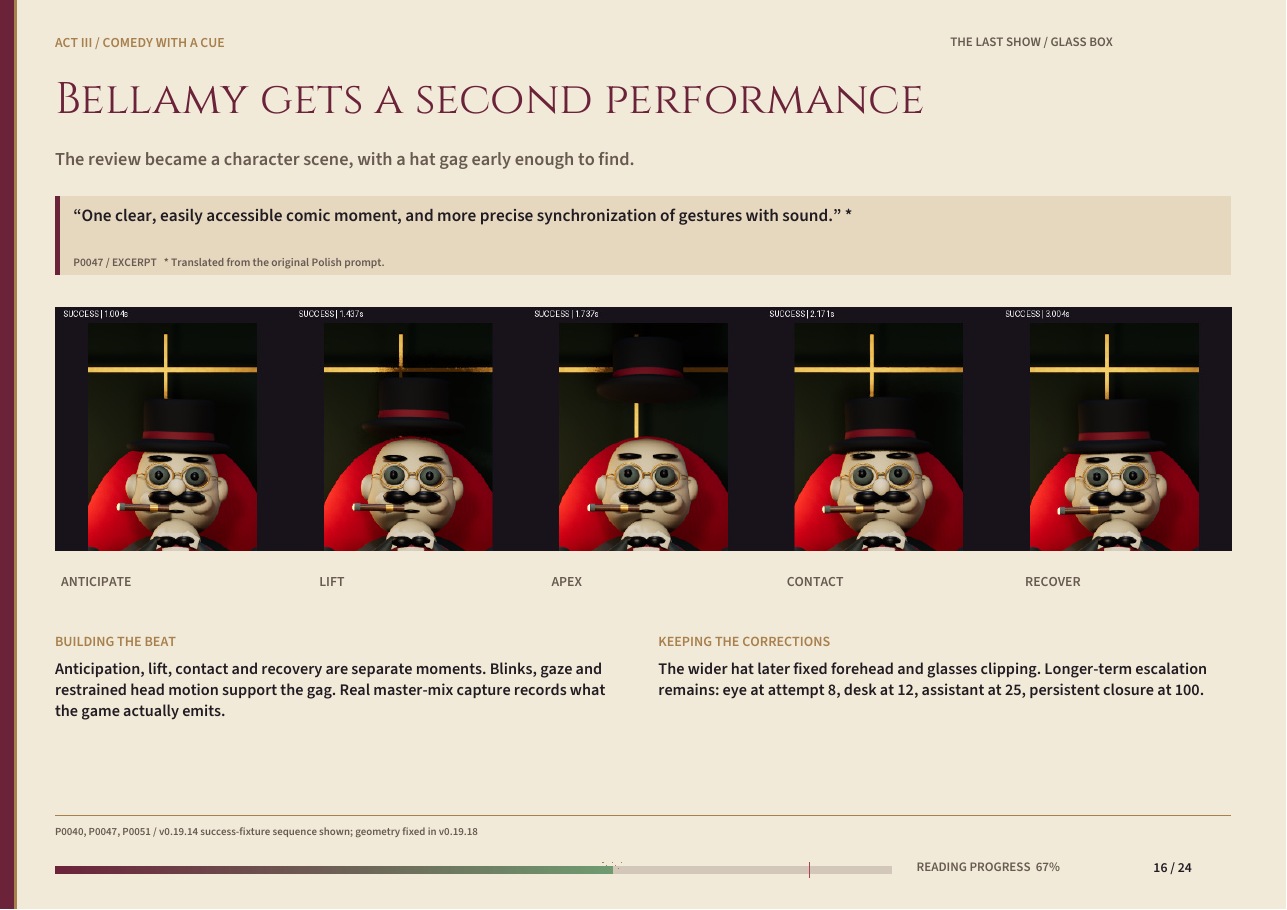 ACT III / COMEDY WITH A CUE
THE LAST SHOW / GLASS BOX
BELLAMY GETS A SECOND PERFORMANCE
The review became a character scene, with a hat gag early enough to find.
“One clear, easily accessible comic moment, and more precise synchronization of gestures with sound.” *
P0047 / EXCERPT * Translated from the original Polish prompt.
SUCCESS | 1.004s
SUCCESS | 1.437s
SUCCESS | 1.737s
SUCCESS | 2.171s
SUCCESS | 3.004s
ANTICIPATE
LIFT
APEX
CONTACT
RECOVER
BUILDING THE BEAT
Anticipation, lift, contact and recovery are separate moments. Blinks, gaze and
restrained head motion support the gag. Real master-mix capture records what
the game actually emits.
KEEPING THE CORRECTIONS
The wider hat later fixed forehead and glasses clipping. Longer-term escalation
remains: eye at attempt 8, desk at 12, assistant at 25, persistent closure at 100.
P0040, P0047, P0051 / v0.19.14 success-fixture sequence shown; geometry fixed in v0.19.18
READING PROGRESS 67%
16 / 24